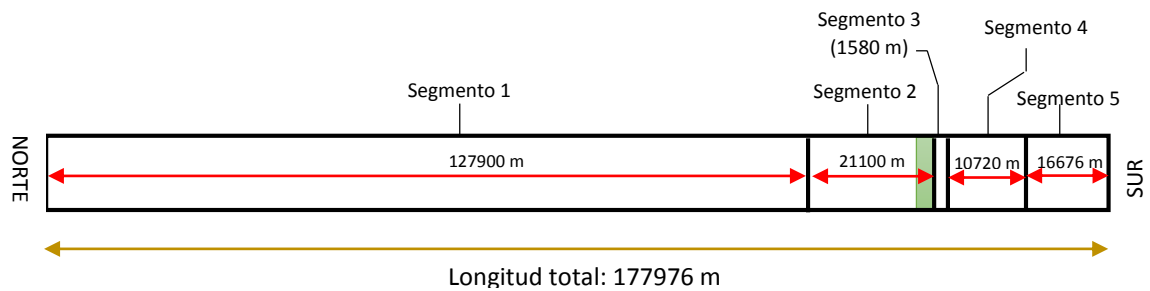 Segmento 3
(1580 m)
Segmento 4
Segmento 1
Segmento 2
Segmento 5
NORTE
127900 m
21100 m
10720 m
16676 m
SUR
Longitud total: 177976 m